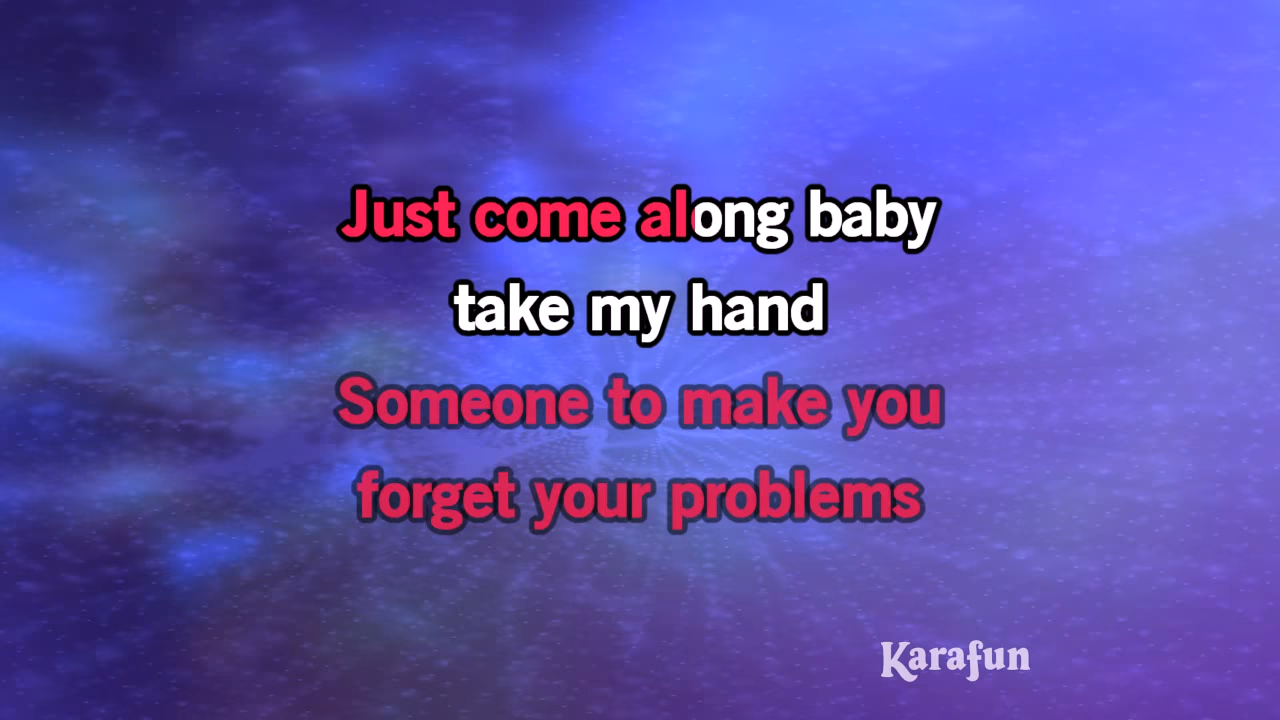 Just come along baby
take my hand
Someone to make you
forget your problems
Karafun